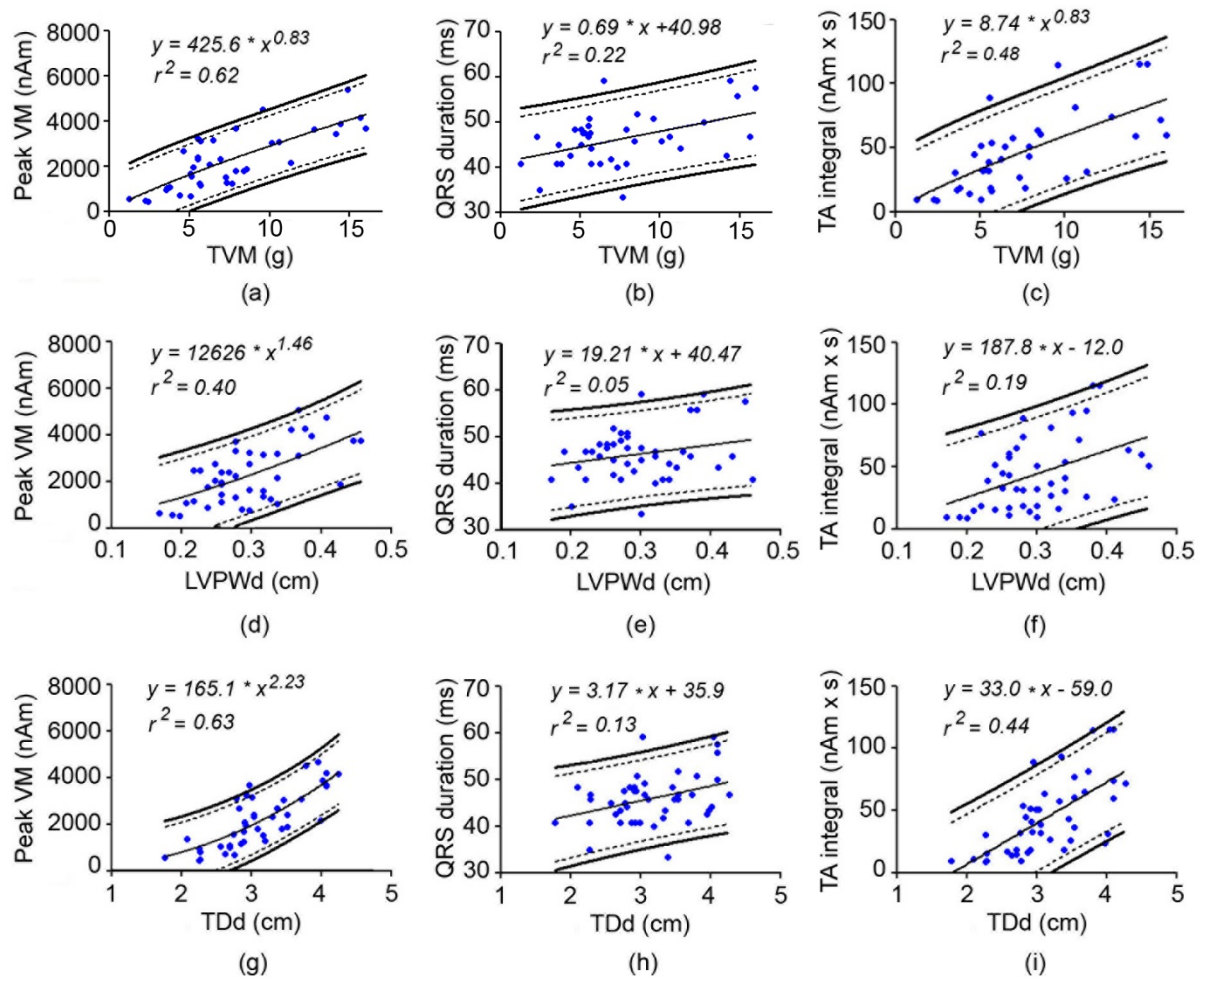 y = 425.6 * x^0.83
r^2 = 0.62
Peak VM (nAm)
8000
6000
4000
2000
0
0 5 10 15
TVM (g)
(a)
y = 0.69 * x +40.98
r^2 = 0.22
QRS duration (ms)
70
60
50
40
30
0 5 10 15
TVM (g)
(b)
y = 8.74 * x^0.83
r^2 = 0.48
TA integral (nAm x s)
150
100
50
0
0 5 10 15
TVM (g)
(c)
y = 12626 * x^1.46
r^2 = 0.40
Peak VM (nAm)
8000
6000
4000
2000
0
0.1 0.2 0.3 0.4 0.5
LVPWd (cm)
(d)
y = 19.21 * x + 40.47
r^2 = 0.05
QRS duration (ms)
70
60
50
40
30
0.1 0.2 0.3 0.4 0.5
LVPWd (cm)
(e)
y = 187.8 * x - 12.0
r^2 = 0.19
TA integral (nAm x s)
150
100
50
0
0.1 0.2 0.3 0.4 0.5
LVPWd (cm)
(f)
y = 165.1 * x^2.23
r^2 = 0.63
Peak VM (nAm)
8000
6000
4000
2000
0
1 2 3 4 5
TDd (cm)
(g)
y = 3.17 * x + 35.9
r^2 = 0.13
QRS duration (ms)
70
60
50
40
30
1 2 3 4 5
TDd (cm)
(h)
y = 33.0 * x - 59.0
r^2 = 0.44
TA integral (nAm x s)
150
100
50
0
1 2 3 4 5
TDd (cm)
(i)